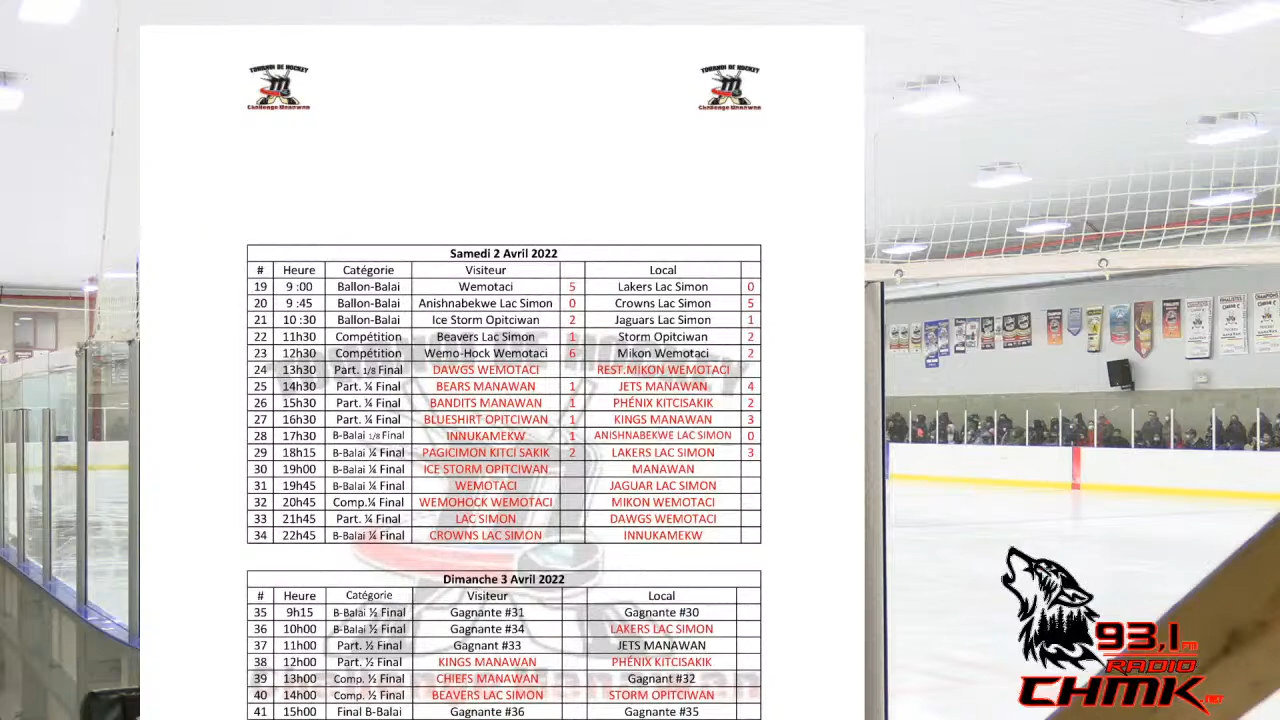 TOURNOI DE HOCKEY
Challenge Manawan
TOURNOI DE HOCKEY
Challenge Manawan
Samedi 2 Avril 2022
# Heure Catégorie Visiteur Local
19 9 :00 Ballon-Balai Wemotaci 5 Lakers Lac Simon 0
20 9 :45 Ballon-Balai Anishnabekwe Lac Simon 0 Crowns Lac Simon 5
21 10 :30 Ballon-Balai Ice Storm Opitciwan 2 Jaguars Lac Simon 1
22 11h30 Compétition Beavers Lac Simon 1 Storm Opitciwan 2
23 12h30 Compétition Wemo-Hock Wemotaci 6 Mikon Wemotaci 2
24 13h30 Part. 1/8 Final DAWGS WEMOTACI REST.MIKON WEMOTACI
25 14h30 Part. ¼ Final BEARS MANAWAN 1 JETS MANAWAN 4
26 15h30 Part. ¼ Final BANDITS MANAWAN 1 PHÉNIX KITCISAKIK 2
27 16h30 Part. ¼ Final BLUESHIRT OPITCIWAN 1 KINGS MANAWAN 3
28 17h30 B-Balai 1/8 Final INNUKAMEKW 1 ANISHNABEKWE LAC SIMON 0
29 18h15 B-Balai ¼ Final PAGICIMON KITCI SAKIK 2 LAKERS LAC SIMON 3
30 19h00 B-Balai ¼ Final ICE STORM OPITCIWAN MANAWAN
31 19h45 B-Balai ¼ Final WEMOTACI JAGUAR LAC SIMON
32 20h45 Comp.¼ Final WEMOHOCK WEMOTACI MIKON WEMOTACI
33 21h45 Part. ¼ Final LAC SIMON DAWGS WEMOTACI
34 22h45 B-Balai ¼ Final CROWNS LAC SIMON INNUKAMEKW
Dimanche 3 Avril 2022
# Heure Catégorie Visiteur Local
35 9h15 B-Balai ½ Final Gagnante #31 Gagnante #30
36 10h00 B-Balai ½ Final Gagnante #34 LAKERS LAC SIMON
37 11h00 Part. ½ Final Gagnant #33 JETS MANAWAN
38 12h00 Part. ½ Final KINGS MANAWAN PHÉNIX KITCISAKIK
39 13h00 Comp. ½ Final CHIEFS MANAWAN Gagnant #32
40 14h00 Comp. ½ Final BEAVERS LAC SIMON STORM OPITCIWAN
41 15h00 Final B-Balai Gagnante #36 Gagnante #35
93,1 FM
RADIO
CHMK.NET